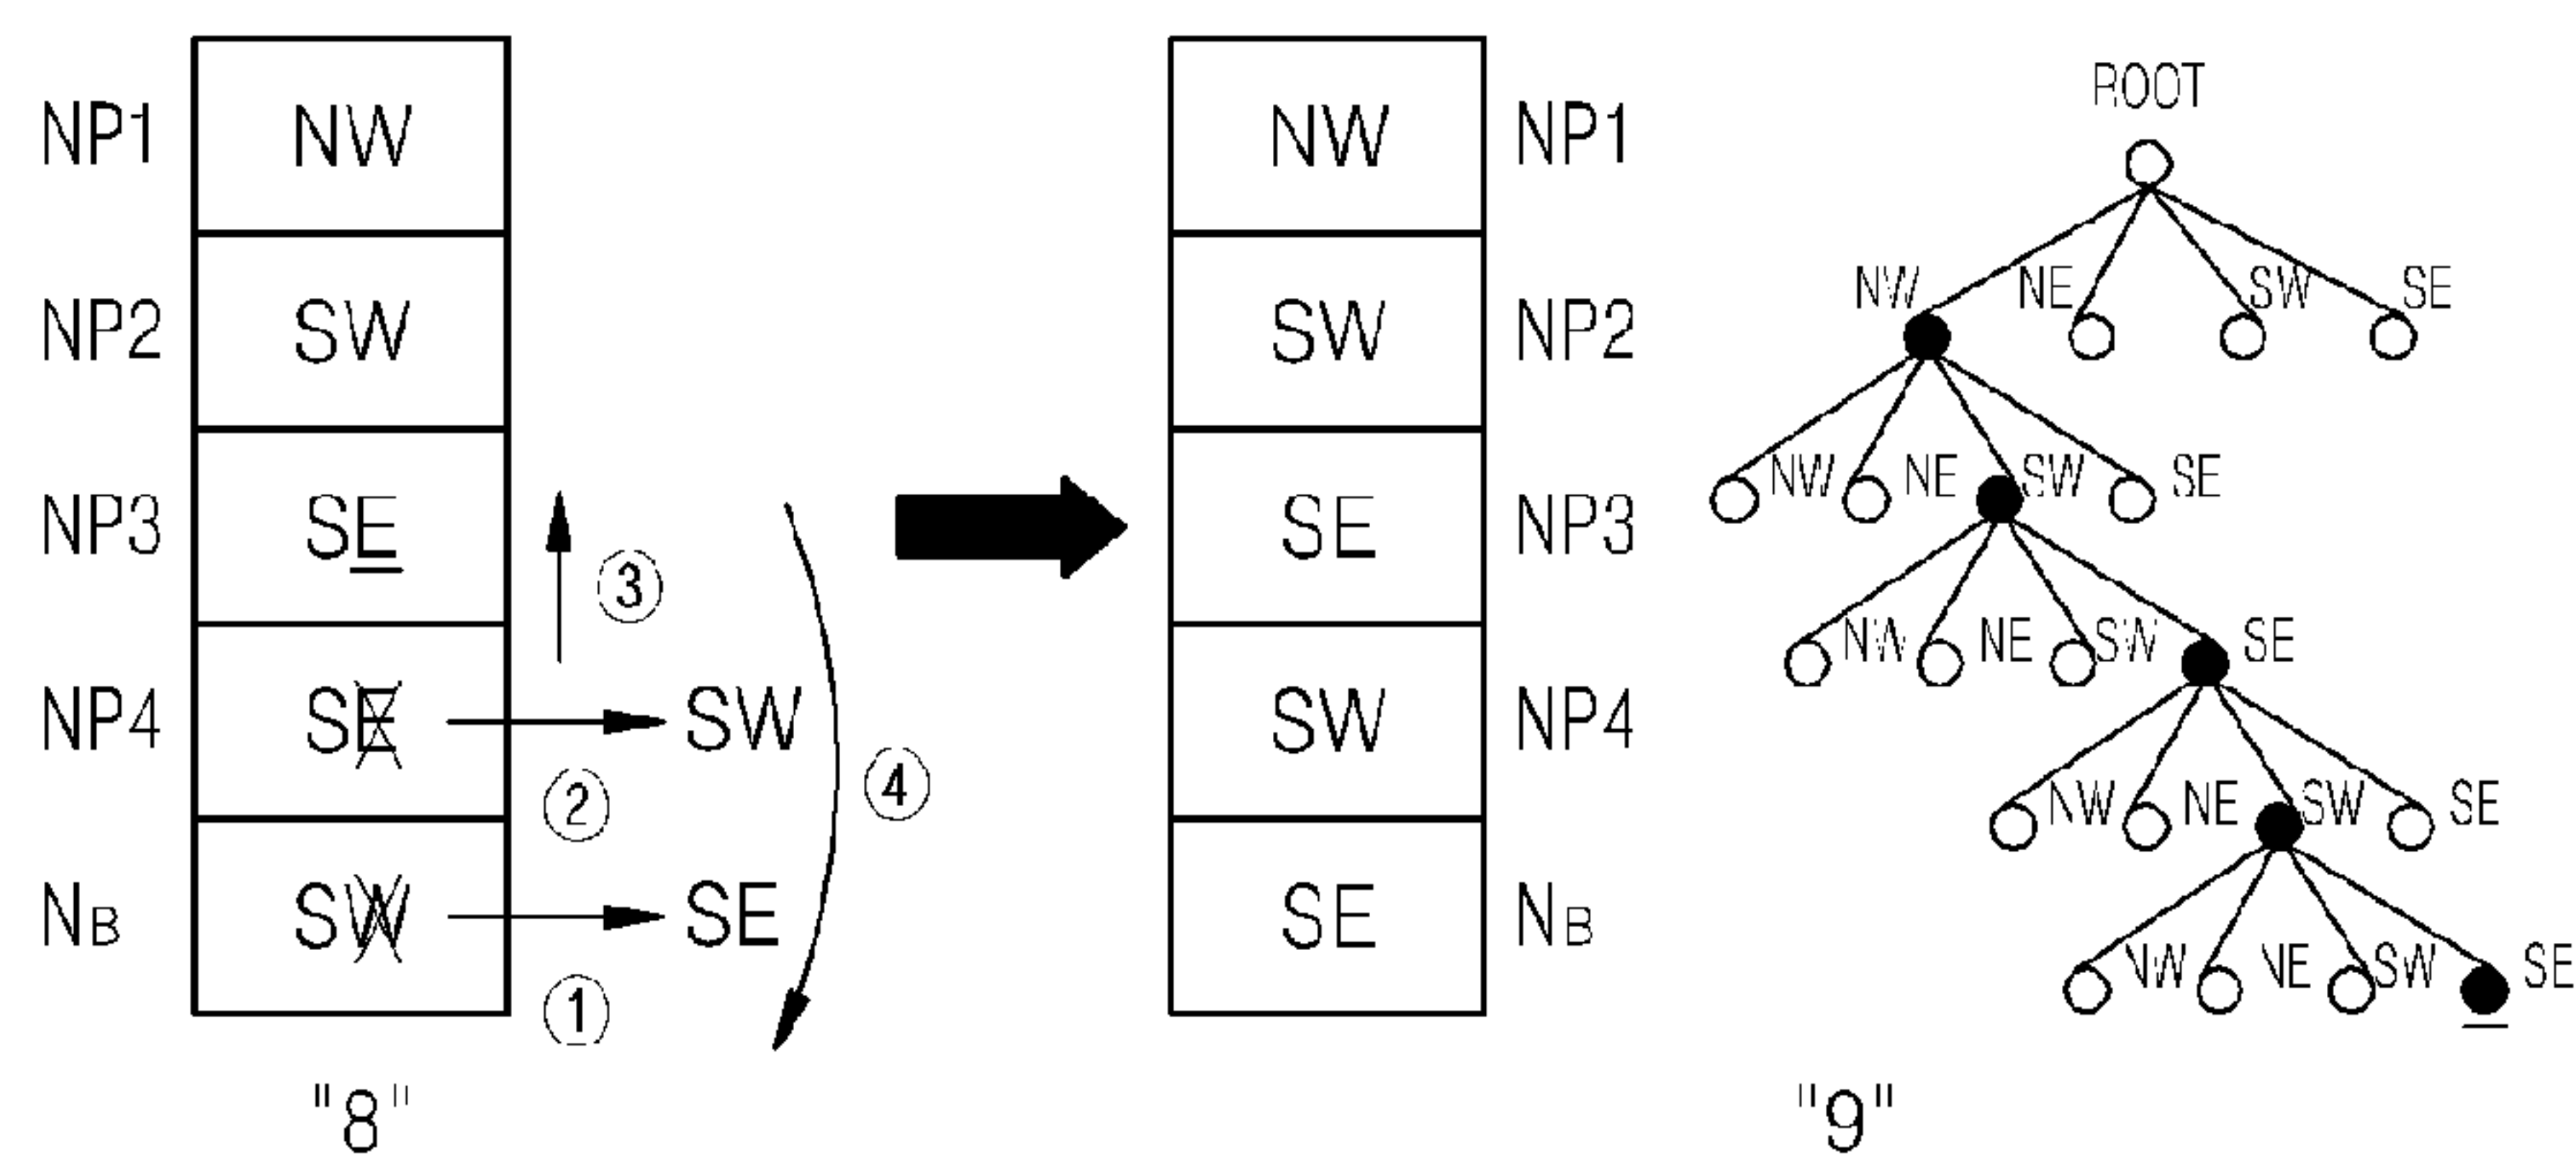 NP1 NW NW NP1
NP2 SW SW NP2
NP3 SE SE NP3
③
NP4 SE SW SW NP4
② ④
NB SW SE SE NB
①
"8"
ROOT
NW NE SW SE
NW NE SW SE
NW NE SW SE
NW NE SW SE
NW NE SW SE
"9"